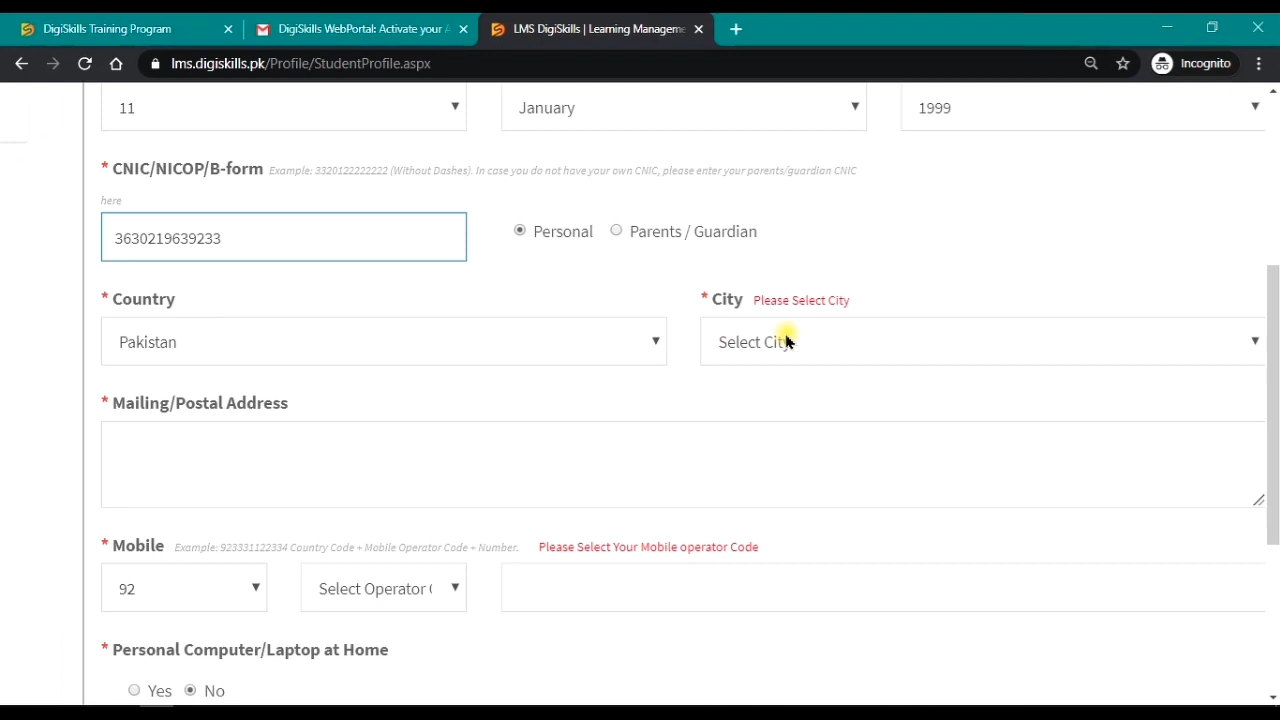 DigiSkills Training Program
DigiSkills WebPortal: Activate your
LMS DigiSkills | Learning Manageme
lms.digiskills.pk/Profile/StudentProfile.aspx
Incognito
11
January
1999
* CNIC/NICOP/B-form Example: 3320122222222 (Without Dashes). In case you do not have your own CNIC, please enter your parents/guardian CNIC
here
3630219639233
Personal
Parents / Guardian
* Country
* City Please Select City
Pakistan
Select City
* Mailing/Postal Address
* Mobile Example: 923331122334 Country Code + Mobile Operator Code + Number. Please Select Your Mobile operator Code
92
Select Operator
* Personal Computer/Laptop at Home
Yes
No